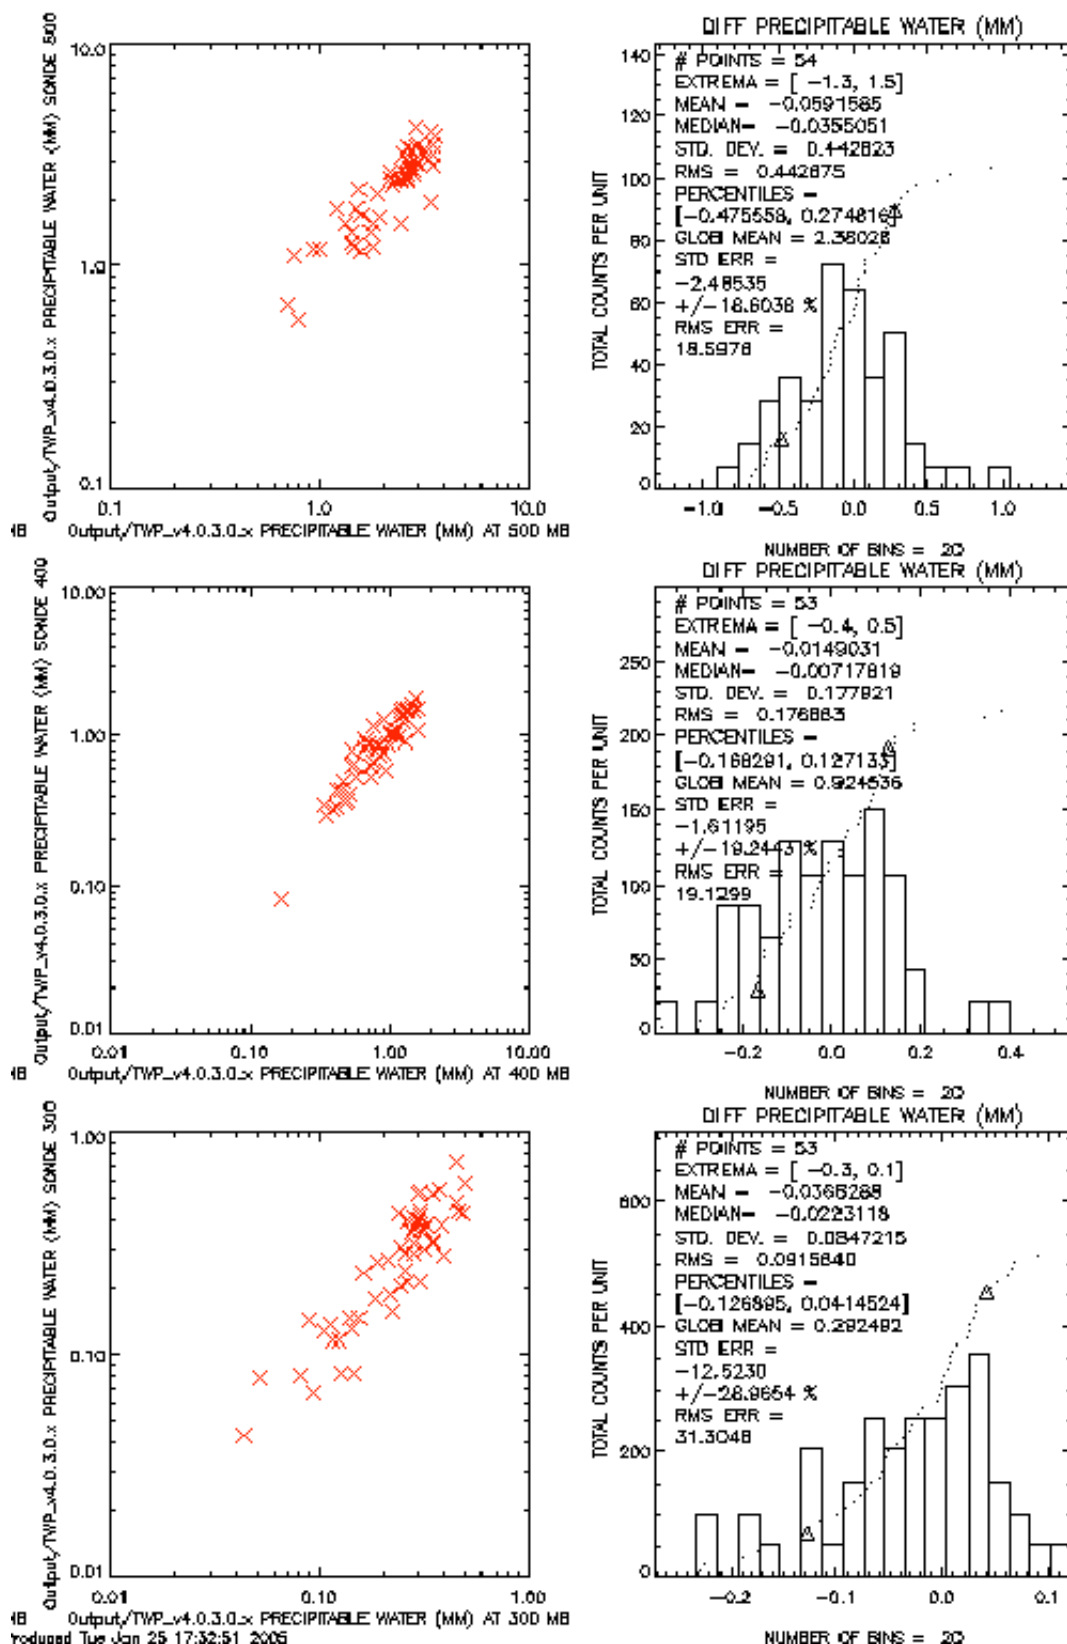 DIFF PRECIPITABLE WATER (MM)
Output/TWP_v4.0.3.0.x PRECIPITABLE WATER (MM) SONDE 500
10.0
1.0
0.1
0.1 1.0 10.0
MB Output/TWP_v4.0.3.0.x PRECIPITABLE WATER (MM) AT 500 MB
TOTAL COUNTS PER UNIT
140
120
100
80
60
40
20
0
# POINTS = 54
EXTREMA = [ -1.3, 1.5]
MEAN = -0.0591585
MEDIAN= -0.0355051
STD. DEV. = 0.442823
RMS = 0.442675
PERCENTILES =
[-0.475558, 0.274816]
GLOB MEAN = 2.38028
STD ERR =
-2.48535
+/-18.6038 %
RMS ERR =
18.5976
-1.0 -0.5 0.0 0.5 1.0
NUMBER OF BINS = 20
DIFF PRECIPITABLE WATER (MM)
Output/TWP_v4.0.3.0.x PRECIPITABLE WATER (MM) SONDE 400
10.00
1.00
0.10
0.01
0.01 0.10 1.00 10.00
MB Output/TWP_v4.0.3.0.x PRECIPITABLE WATER (MM) AT 400 MB
TOTAL COUNTS PER UNIT
250
200
150
100
50
0
# POINTS = 53
EXTREMA = [ -0.4, 0.5]
MEAN = -0.0149031
MEDIAN= -0.00717819
STD. DEV. = 0.177921
RMS = 0.176883
PERCENTILES =
[-0.168291, 0.127133]
GLOB MEAN = 0.924536
STD ERR =
-1.61195
+/-19.2443 %
RMS ERR =
19.1299
-0.2 0.0 0.2 0.4
NUMBER OF BINS = 20
DIFF PRECIPITABLE WATER (MM)
Output/TWP_v4.0.3.0.x PRECIPITABLE WATER (MM) SONDE 300
1.00
0.10
0.01
0.01 0.10 1.00
MB Output/TWP_v4.0.3.0.x PRECIPITABLE WATER (MM) AT 300 MB
TOTAL COUNTS PER UNIT
600
400
200
0
# POINTS = 53
EXTREMA = [ -0.3, 0.1]
MEAN = -0.0366288
MEDIAN= -0.0223118
STD. DEV. = 0.0847215
RMS = 0.0915640
PERCENTILES =
[-0.126895, 0.0414524]
GLOB MEAN = 0.292492
STD ERR =
-12.5230
+/-28.9654 %
RMS ERR =
31.3048
-0.2 -0.1 0.0 0.1
NUMBER OF BINS = 20
roduced Tue Jan 25 17:32:51 2005